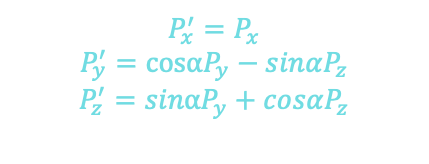 P′x = Px
P′y = cosαPy − sinαPz
P′z = sinαPy + cosαPz